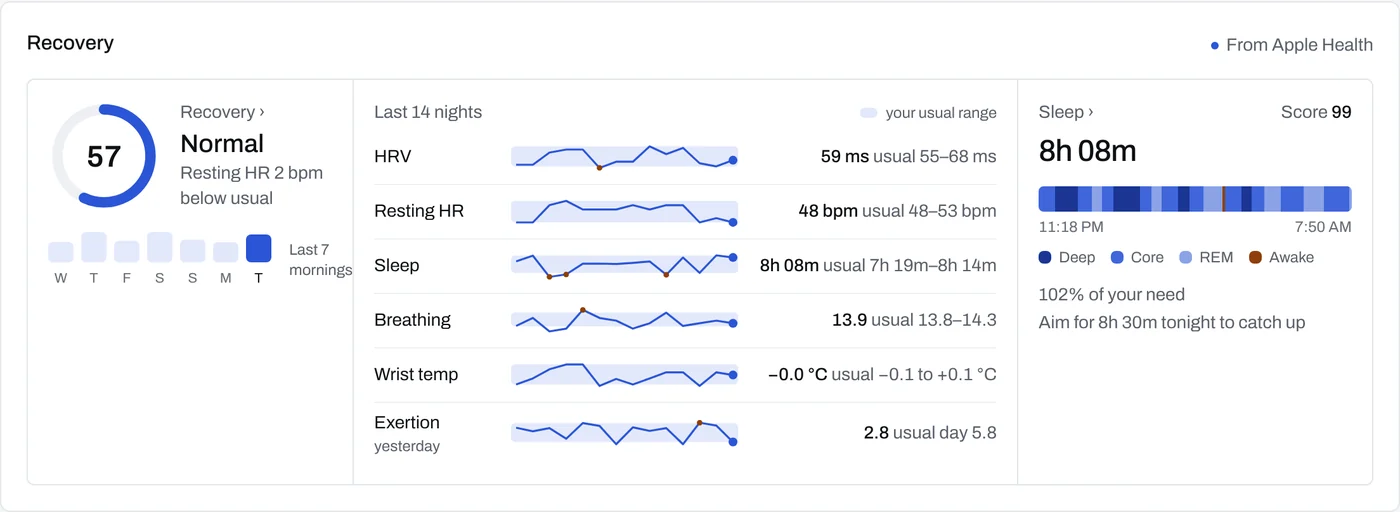 Recovery
From Apple Health
57
Recovery ›
Normal
Resting HR 2 bpm
below usual
W T F S S M T
Last 7
mornings
Last 14 nights
your usual range
HRV
59 ms usual 55–68 ms
Resting HR
48 bpm usual 48–53 bpm
Sleep
8h 08m usual 7h 19m–8h 14m
Breathing
13.9 usual 13.8–14.3
Wrist temp
−0.0 °C usual −0.1 to +0.1 °C
Exertion
yesterday
2.8 usual day 5.8
Sleep ›
Score 99
8h 08m
11:18 PM
7:50 AM
Deep
Core
REM
Awake
102% of your need
Aim for 8h 30m tonight to catch up